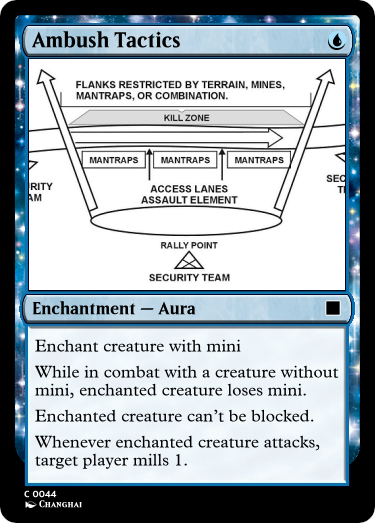 Ambush Tactics
FLANKS RESTRICTED BY TERRAIN, MINES,
MANTRAPS, OR COMBINATION.
KILL ZONE
MANTRAPS MANTRAPS MANTRAPS
RITY
AM
ACCESS LANES
ASSAULT ELEMENT
SEC
TE
RALLY POINT
SECURITY TEAM
Enchantment — Aura
Enchant creature with mini
While in combat with a creature without
mini, enchanted creature loses mini.
Enchanted creature can't be blocked.
Whenever enchanted creature attacks,
target player mills 1.
C 0044
Changhai